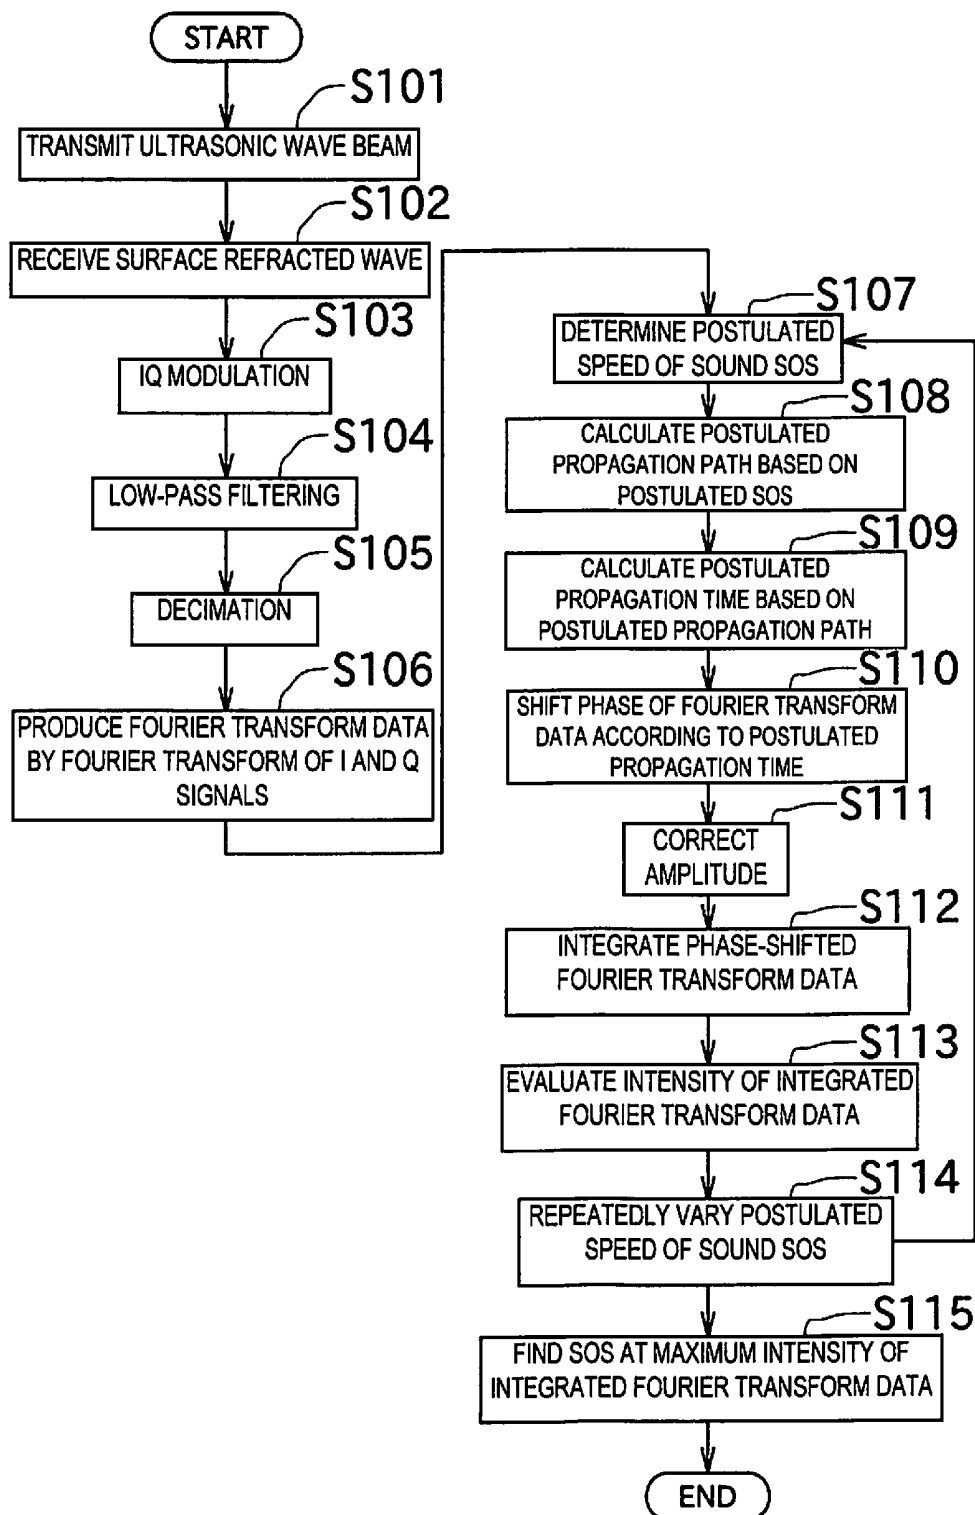 START
S101
TRANSMIT ULTRASONIC WAVE BEAM
S102
RECEIVE SURFACE REFRACTED WAVE
S103
IQ MODULATION
S104
LOW-PASS FILTERING
S105
DECIMATION
S106
PRODUCE FOURIER TRANSFORM DATA
BY FOURIER TRANSFORM OF I AND Q
SIGNALS
S107
DETERMINE POSTULATED
SPEED OF SOUND SOS
S108
CALCULATE POSTULATED
PROPAGATION PATH BASED ON
POSTULATED SOS
S109
CALCULATE POSTULATED
PROPAGATION TIME BASED ON
POSTULATED PROPAGATION PATH
S110
SHIFT PHASE OF FOURIER TRANSFORM
DATA ACCORDING TO POSTULATED
PROPAGATION TIME
S111
CORRECT
AMPLITUDE
S112
INTEGRATE PHASE-SHIFTED
FOURIER TRANSFORM DATA
S113
EVALUATE INTENSITY OF INTEGRATED
FOURIER TRANSFORM DATA
S114
REPEATEDLY VARY POSTULATED
SPEED OF SOUND SOS
S115
FIND SOS AT MAXIMUM INTENSITY OF
INTEGRATED FOURIER TRANSFORM DATA
END